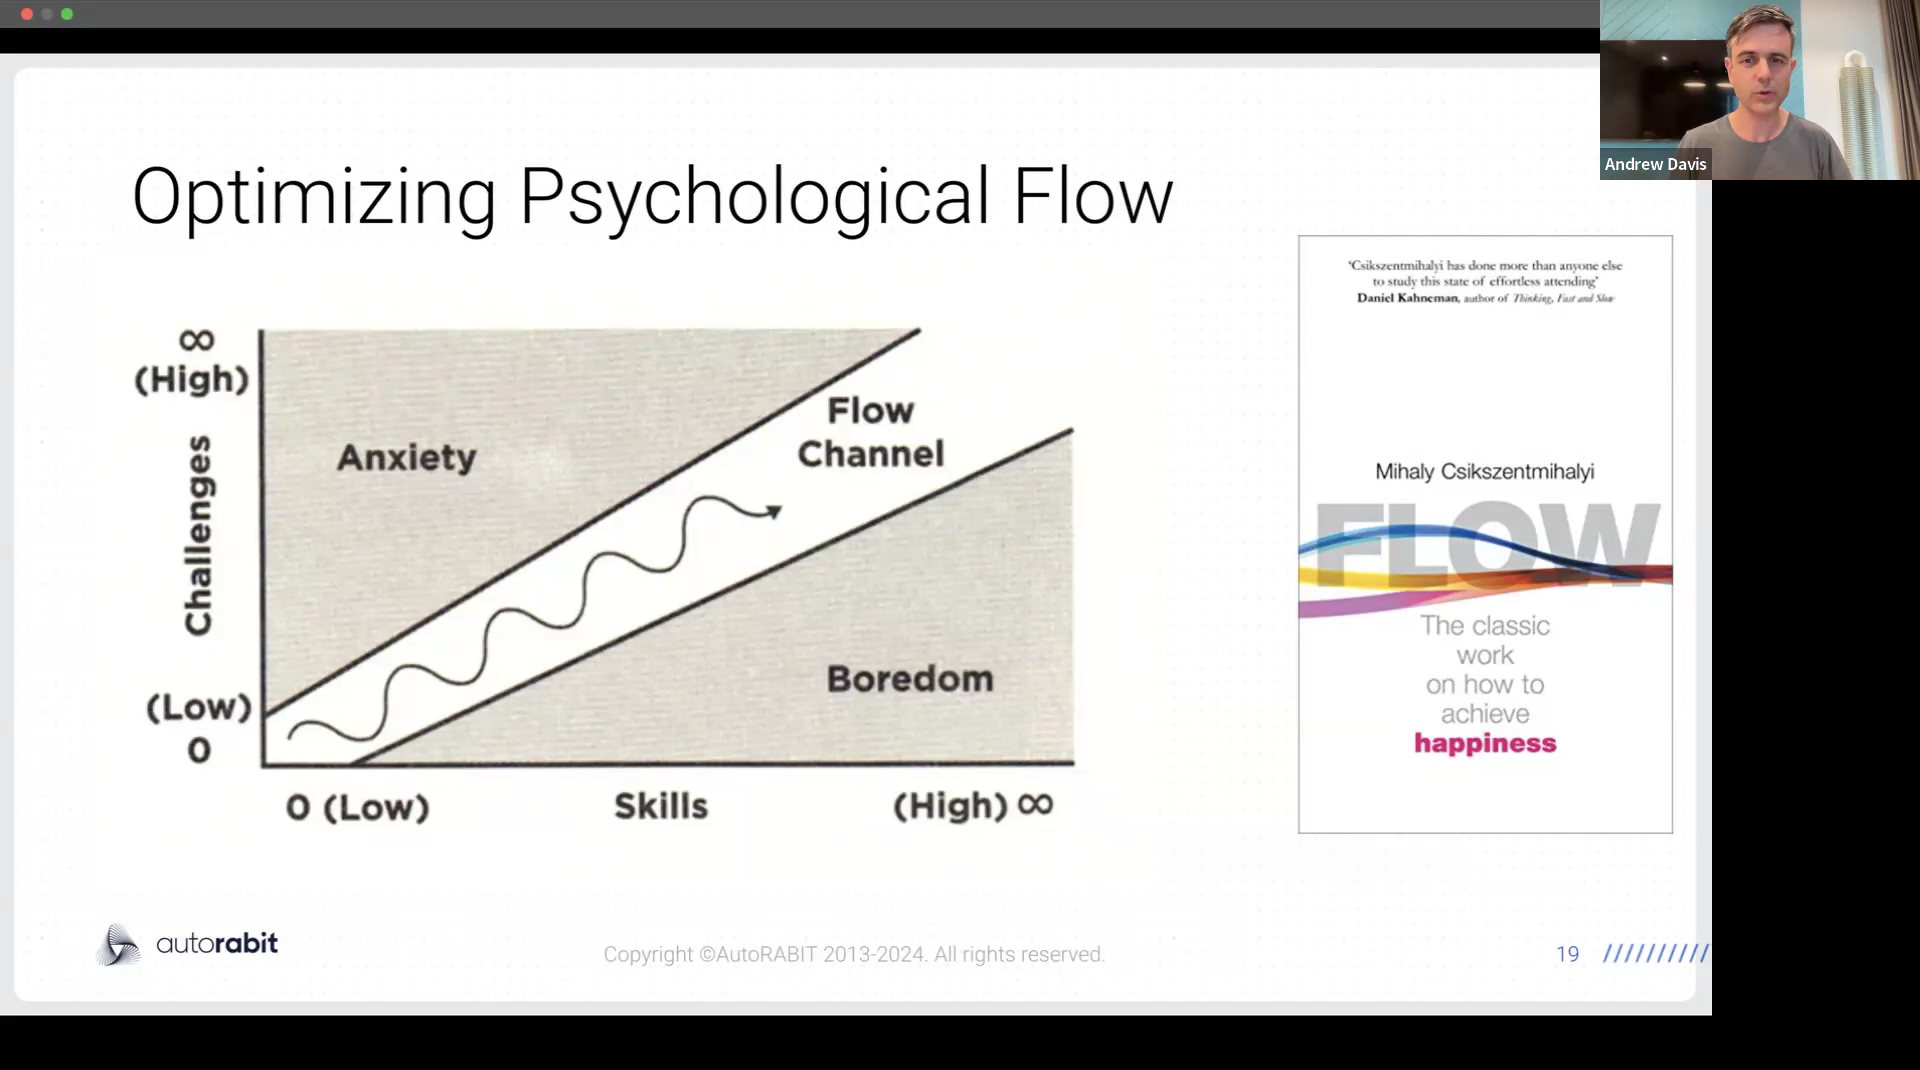 Andrew Davis
Optimizing Psychological Flow
∞
(High)
Challenges
(Low)
0
Anxiety
Flow
Channel
Boredom
0 (Low)
Skills
(High) ∞
‘Csikszentmihalyi has done more than anyone else
to study this state of effortless attending’
Daniel Kahneman, author of Thinking, Fast and Slow
Mihaly Csikszentmihalyi
FLOW
The classic
work
on how to
achieve
happiness
autorabit
Copyright ©AutoRABIT 2013-2024. All rights reserved.
19 //////////